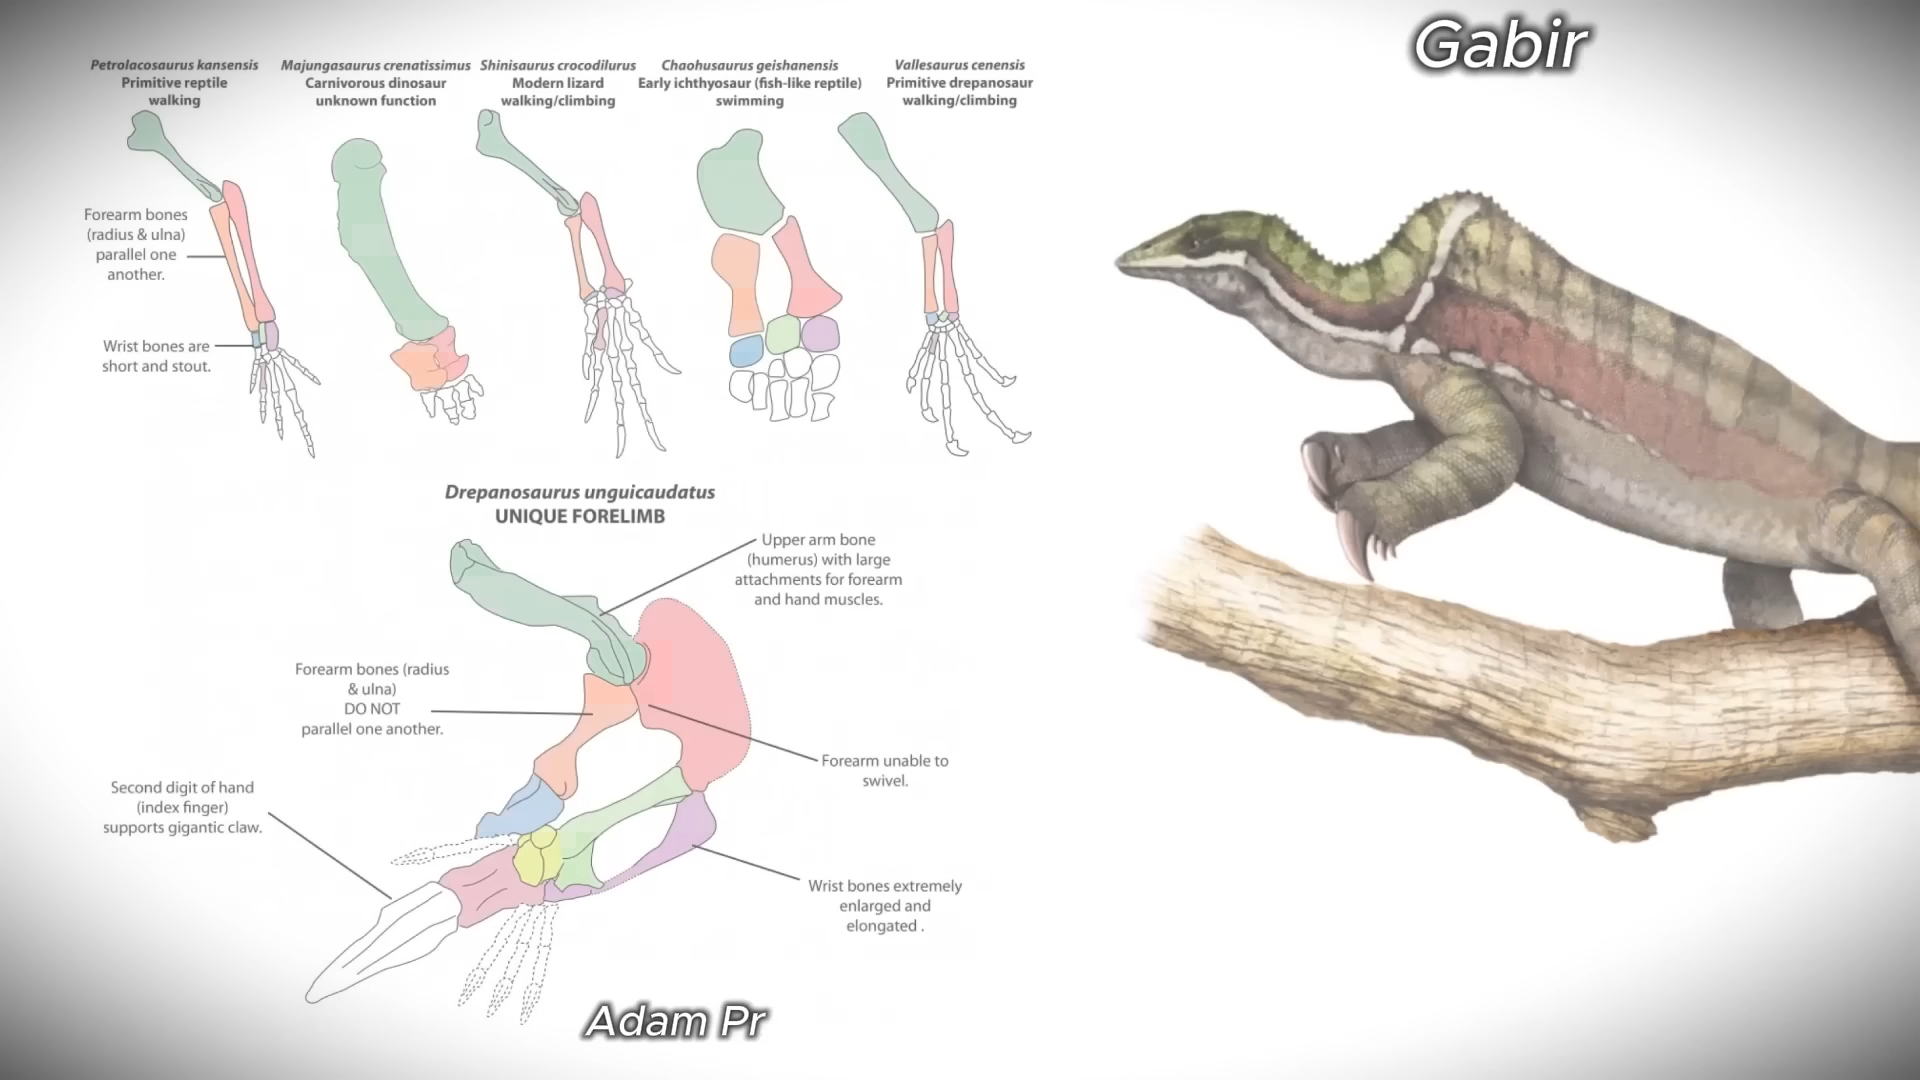 Gabir
Petrolacosaurus kansensis
Primitive reptile
walking
Majungasaurus crenatissimus
Carnivorous dinosaur
unknown function
Shinisaurus crocodilurus
Modern lizard
walking/climbing
Chaohusaurus geishanensis
Early ichthyosaur (fish-like reptile)
swimming
Vallesaurus cenensis
Primitive drepanosaur
walking/climbing
Forearm bones
(radius & ulna)
parallel one
another.
Wrist bones are
short and stout.
Drepanosaurus unguicaudatus
UNIQUE FORELIMB
Upper arm bone
(humerus) with large
attachments for forearm
and hand muscles.
Forearm bones (radius
& ulna)
DO NOT
parallel one another.
Forearm unable to
swivel.
Second digit of hand
(index finger)
supports gigantic claw.
Wrist bones extremely
enlarged and
elongated .
Adam Pr